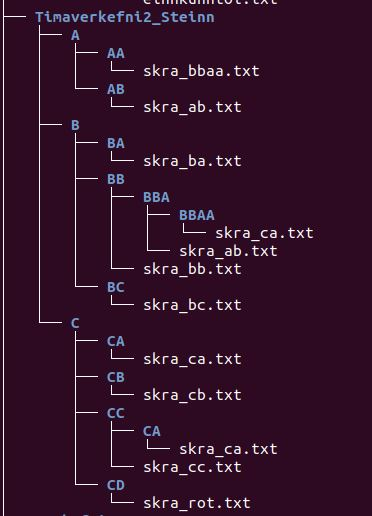 Timaverkefni2_Steinn
A
AA
skra_bbaa.txt
AB
skra_ab.txt
B
BA
skra_ba.txt
BB
BBA
BBAA
skra_ca.txt
skra_ab.txt
skra_bb.txt
BC
skra_bc.txt
C
CA
skra_ca.txt
CB
skra_cb.txt
CC
CA
skra_ca.txt
skra_cc.txt
CD
skra_rot.txt